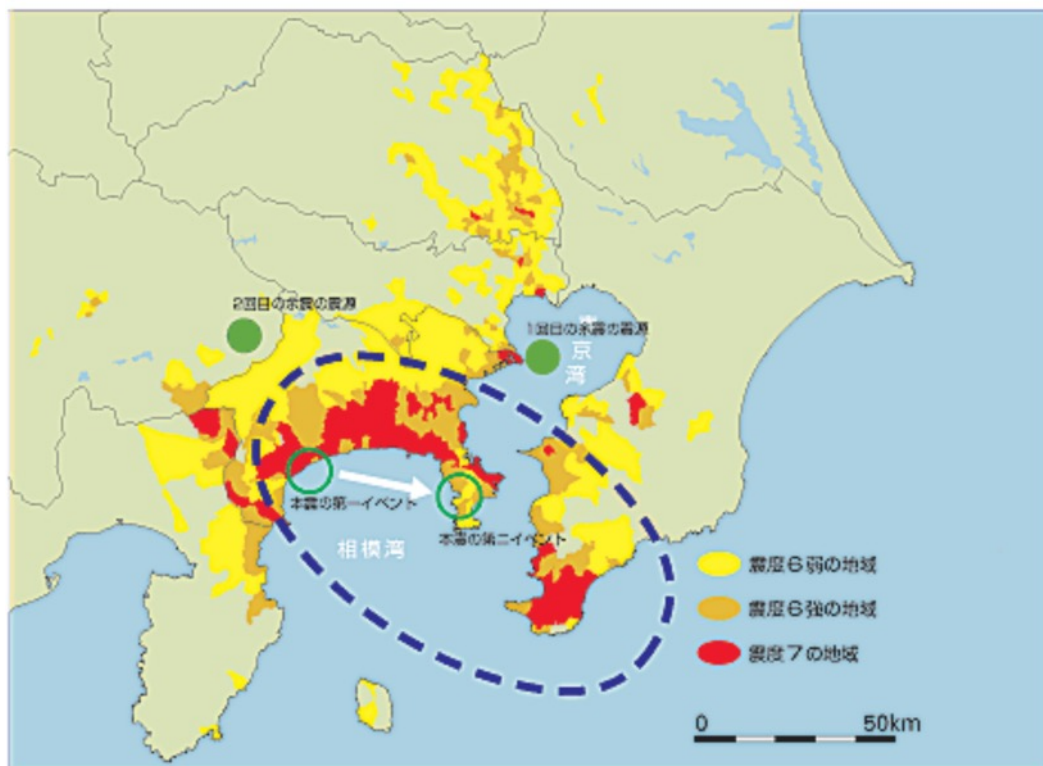 2回目の余震の震源
1回目の余震の震源
京
湾
本震の第一イベント
本震の第二イベント
相模湾
震度6弱の地域
震度6強の地域
震度7の地域
0
50km